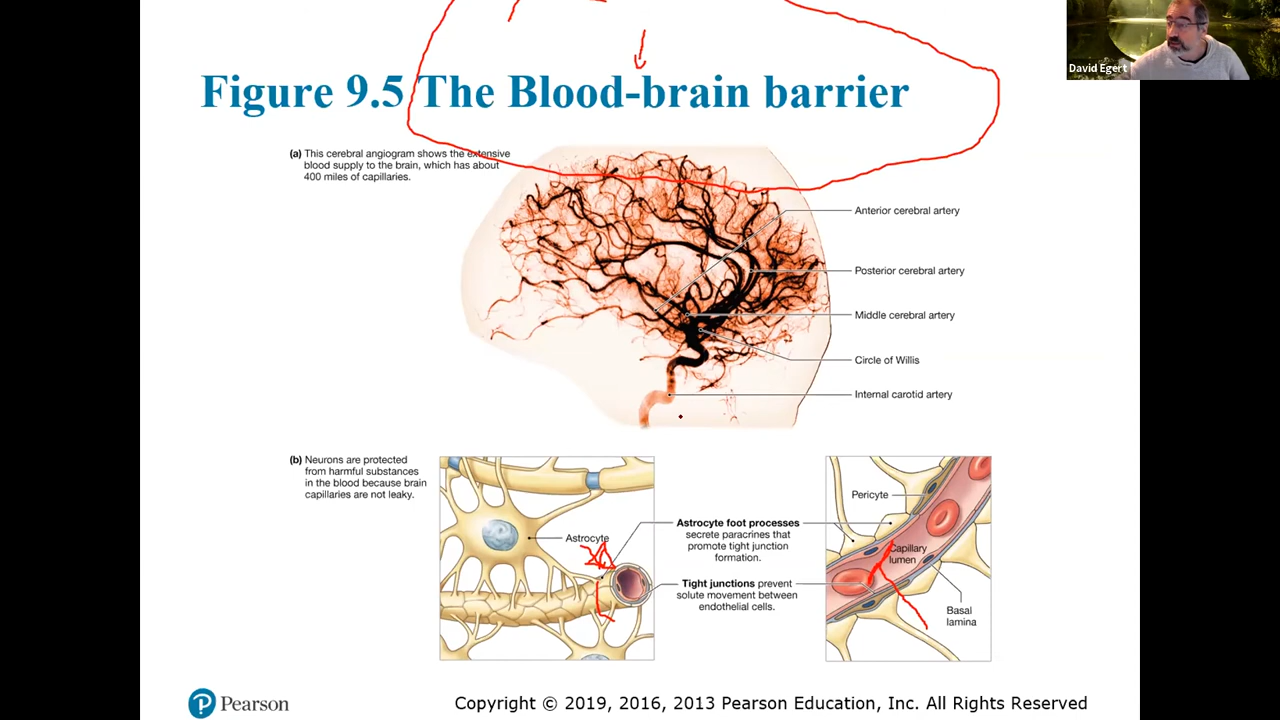 David Egert
Figure 9.5 The Blood-brain barrier
(a) This cerebral angiogram shows the extensive
blood supply to the brain, which has about
400 miles of capillaries.
Anterior cerebral artery
Posterior cerebral artery
Middle cerebral artery
Circle of Willis
Internal carotid artery
(b) Neurons are protected
from harmful substances
in the blood because brain
capillaries are not leaky.
Astrocyte
Astrocyte foot processes
secrete paracrines that
promote tight junction
formation.
Tight junctions prevent
solute movement between
endothelial cells.
Pericyte
Capillary
lumen
Basal
lamina
P Pearson
Copyright © 2019, 2016, 2013 Pearson Education, Inc. All Rights Reserved